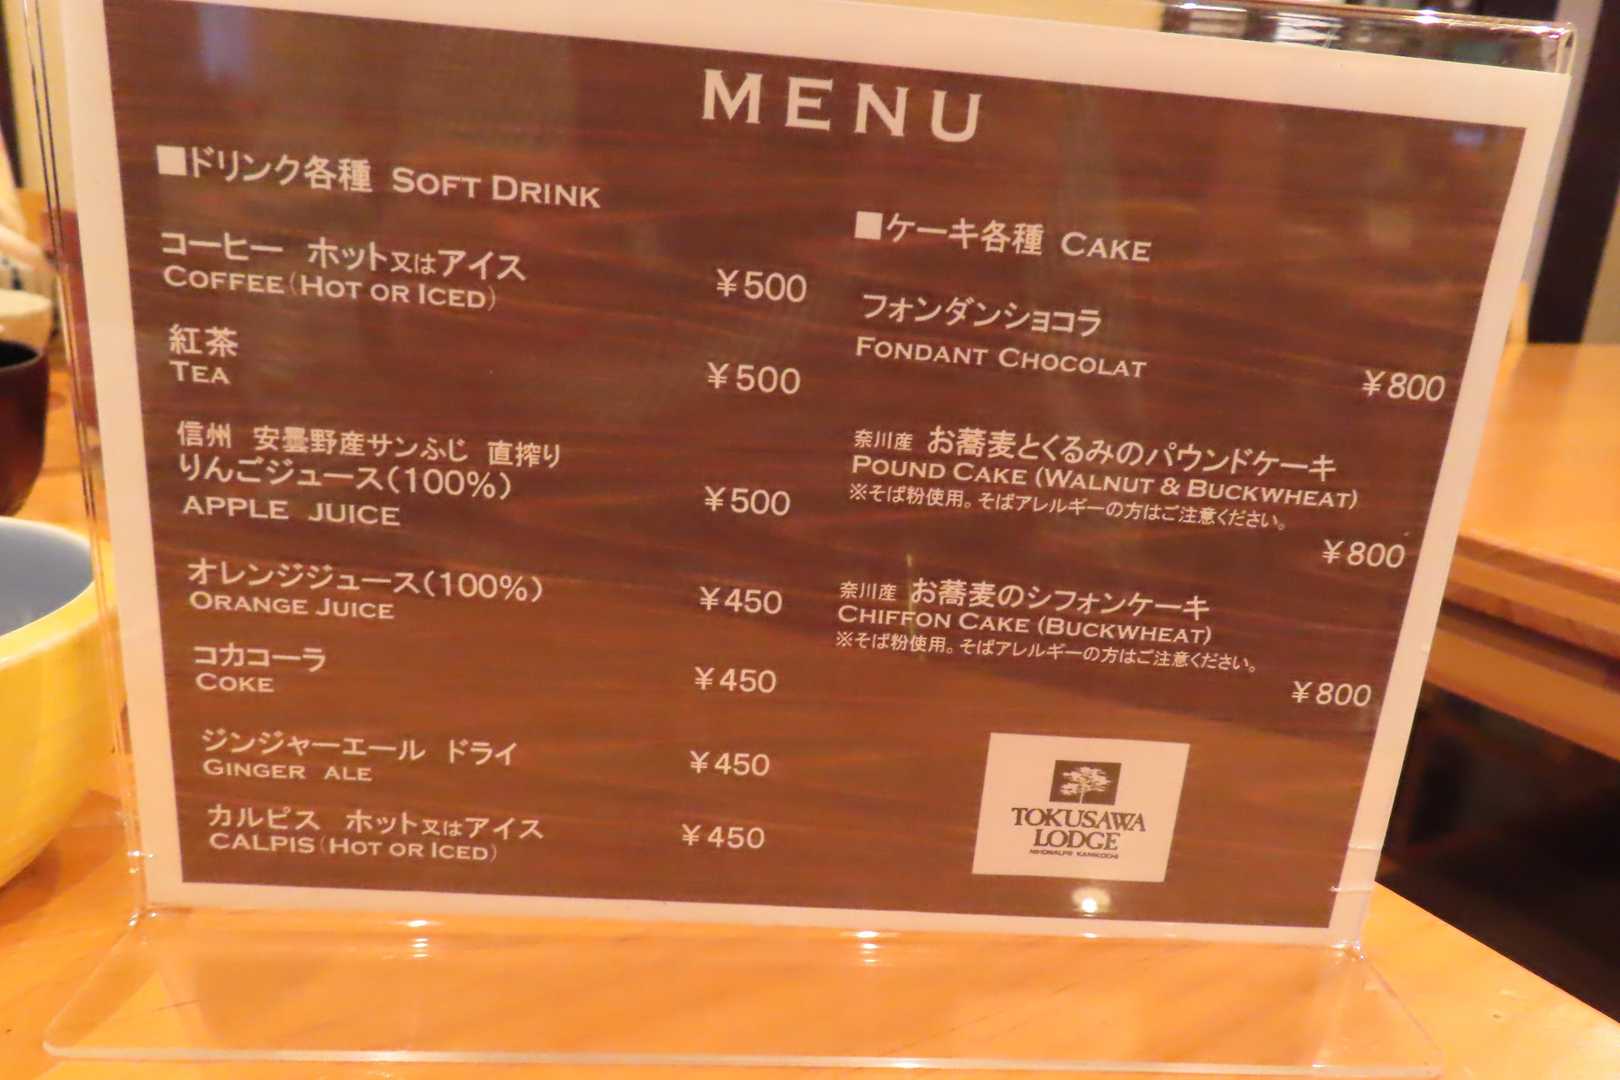 MENU
■ドリンク各種 SOFT DRINK
コーヒー ホット又はアイス
COFFEE(HOT OR ICED)
¥500
紅茶
TEA
¥500
信州 安曇野産サンふじ 直搾り
りんごジュース(100%)
APPLE JUICE
¥500
オレンジジュース(100%)
ORANGE JUICE
¥450
コカコーラ
COKE
¥450
ジンジャーエール ドライ
GINGER ALE
¥450
カルピス ホット又はアイス
CALPIS(HOT OR ICED)
¥450
■ケーキ各種 CAKE
フォンダンショコラ
FONDANT CHOCOLAT
¥800
奈川産 お蕎麦とくるみのパウンドケーキ
POUND CAKE (WALNUT & BUCKWHEAT)
※そば粉使用。そばアレルギーの方はご注意ください。
¥800
奈川産 お蕎麦のシフォンケーキ
CHIFFON CAKE (BUCKWHEAT)
※そば粉使用。そばアレルギーの方はご注意ください。
¥800
TOKUSAWA
LODGE
NIHONALPS KAMIKOCHI